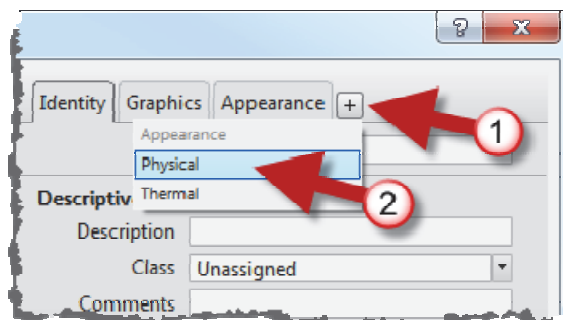 ?
x
Identity Graphics Appearance +
1
Appearance
Physical
Thermal
2
Descriptiv
Description
Class Unassigned
Comments